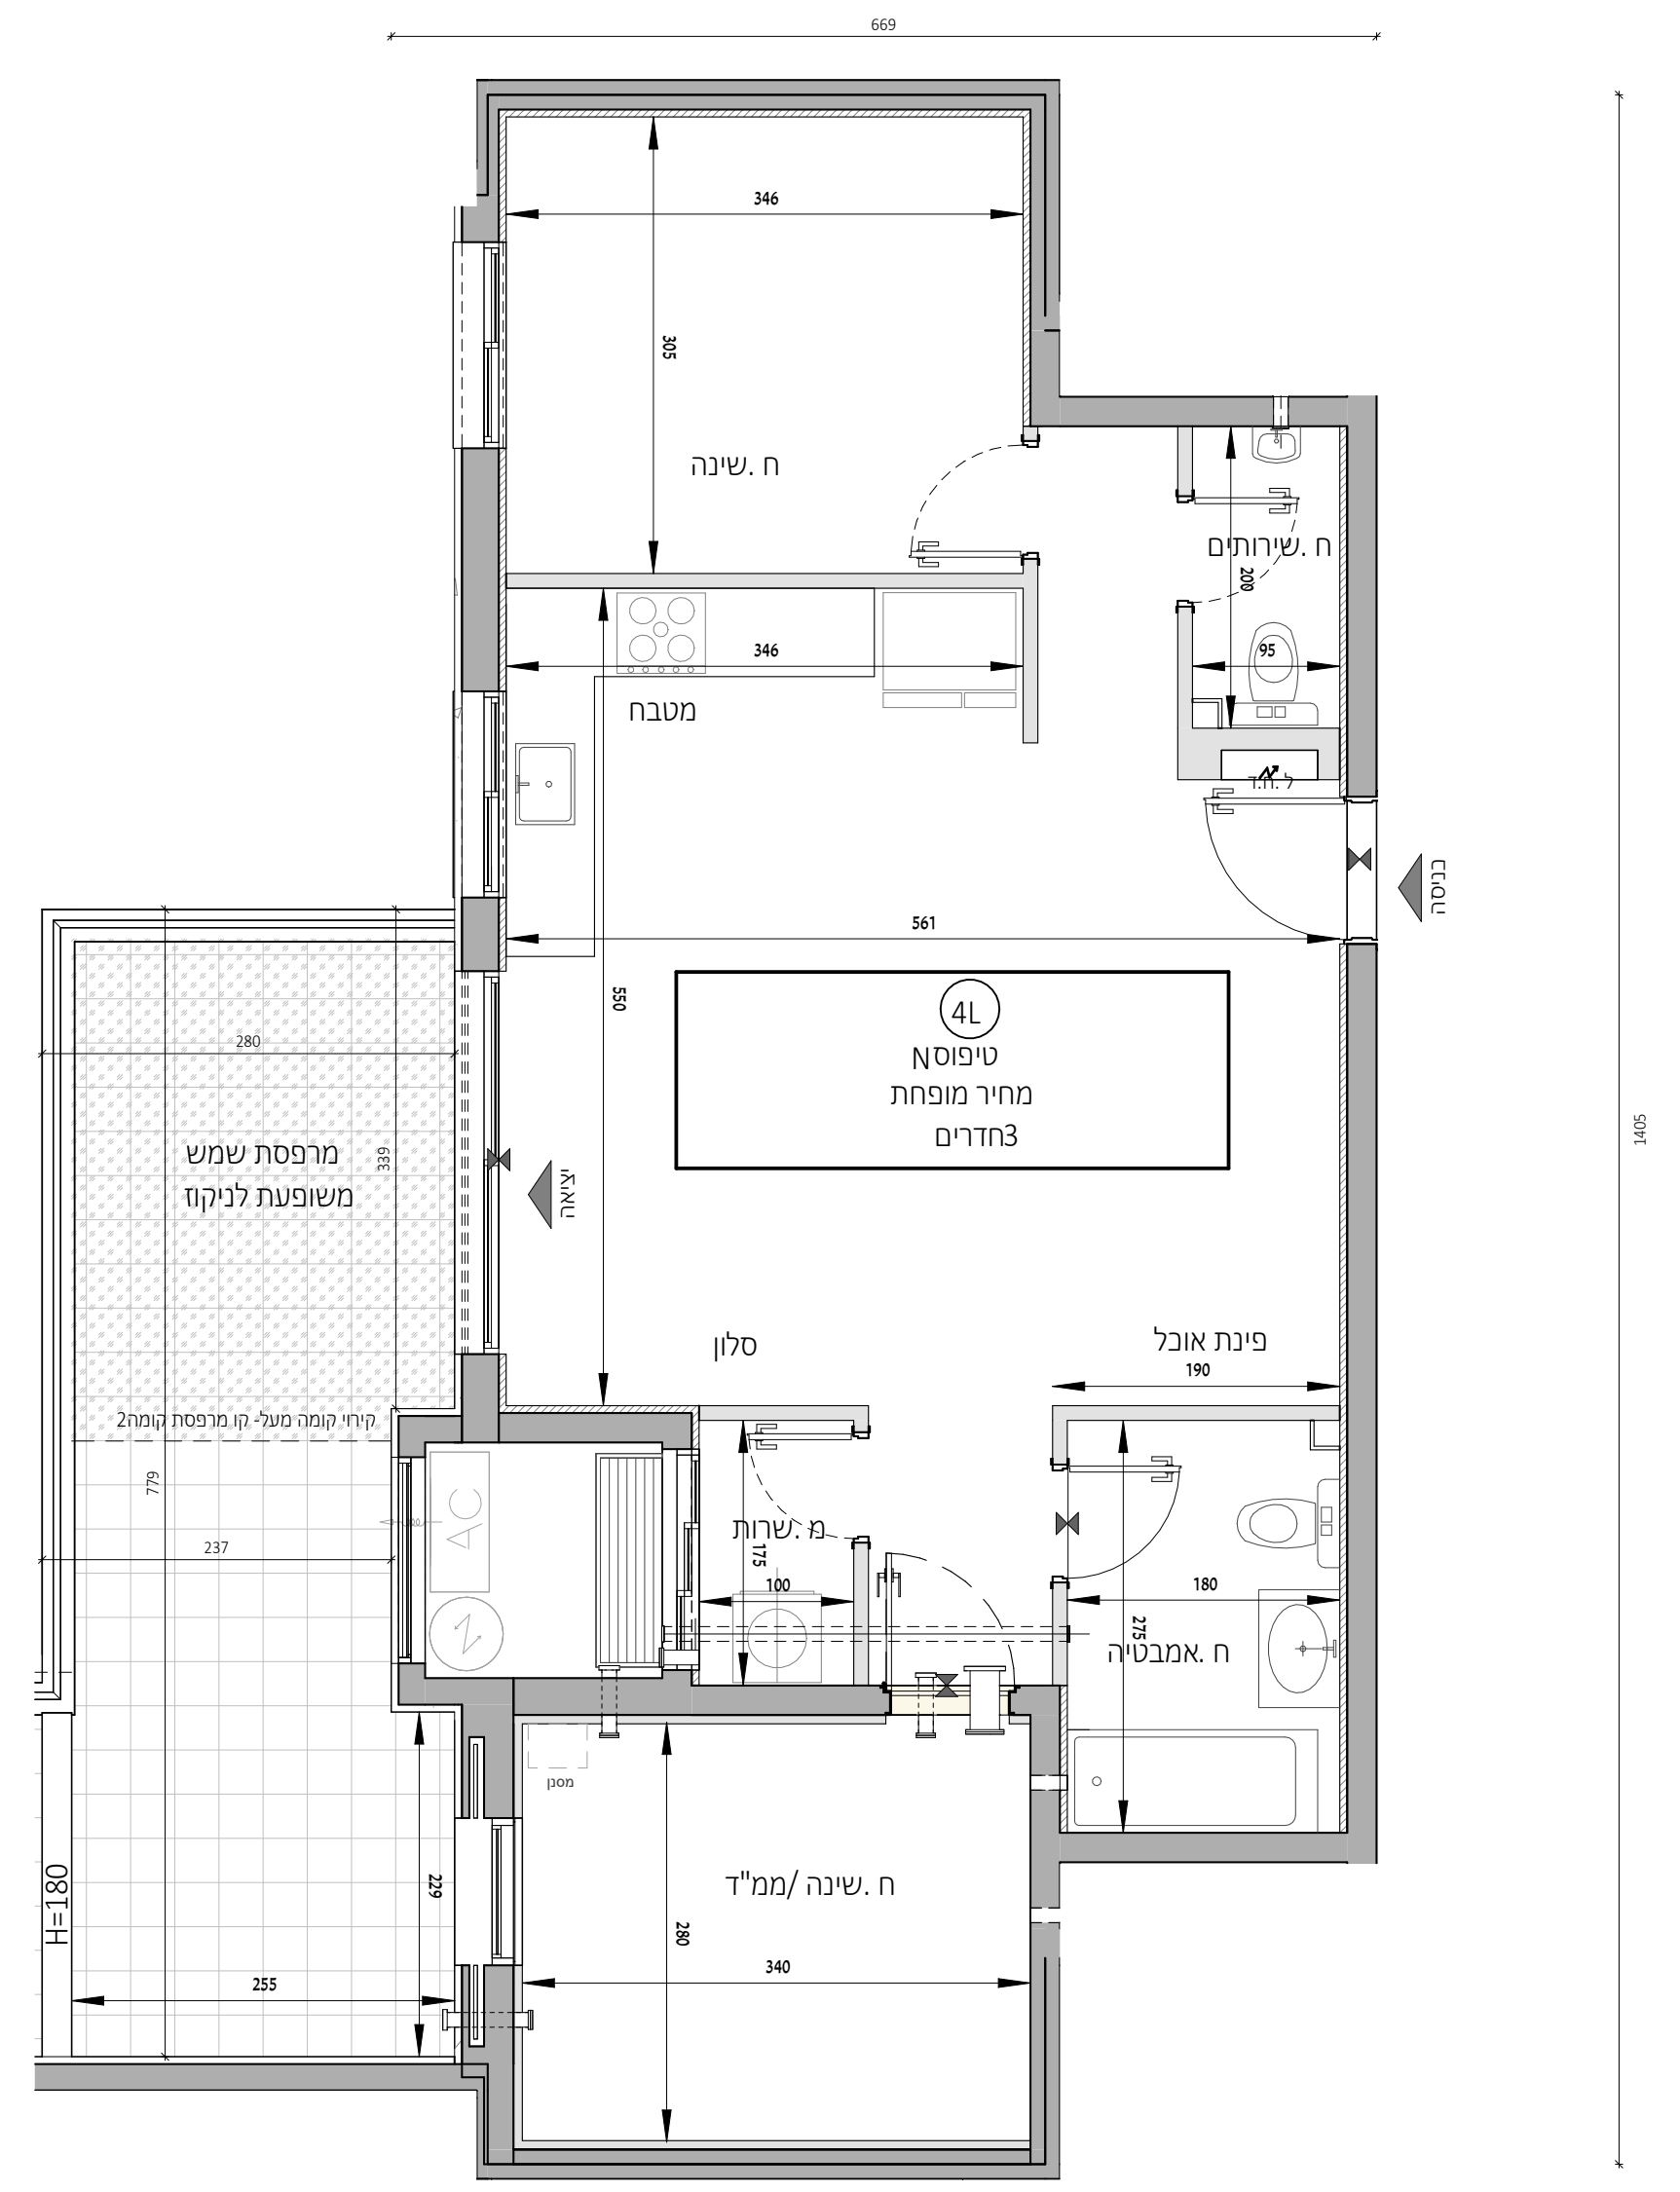 669
346
305
ח .שינה
ח .שירותים
200
95
346
מטבח
ל .ח.ד
כניסה
561
550
4L
טיפוסN
מחיר מופחת
3חדרים
280
339
1405
מרפסת שמש
משופעת לניקוז
יציאה
סלון
פינת אוכל
190
קירוי קומה מעל- קו מרפסת קומה2
779
AC
237
מ .שרות
175
100
180
275
ח .אמבטיה
מסנן
H=180
229
ח .שינה /ממ"ד
280
340
255